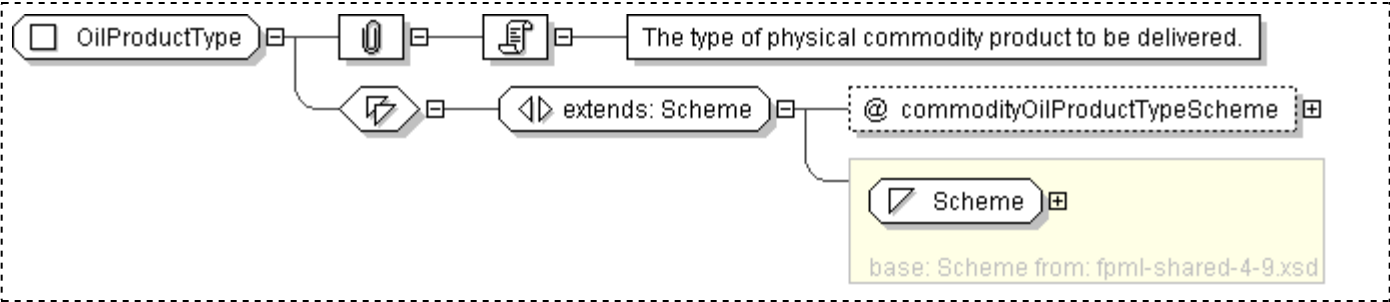 OilProductType
The type of physical commodity product to be delivered.
extends: Scheme
@ commodityOilProductTypeScheme
Scheme
base: Scheme from: fpml-shared-4-9.xsd